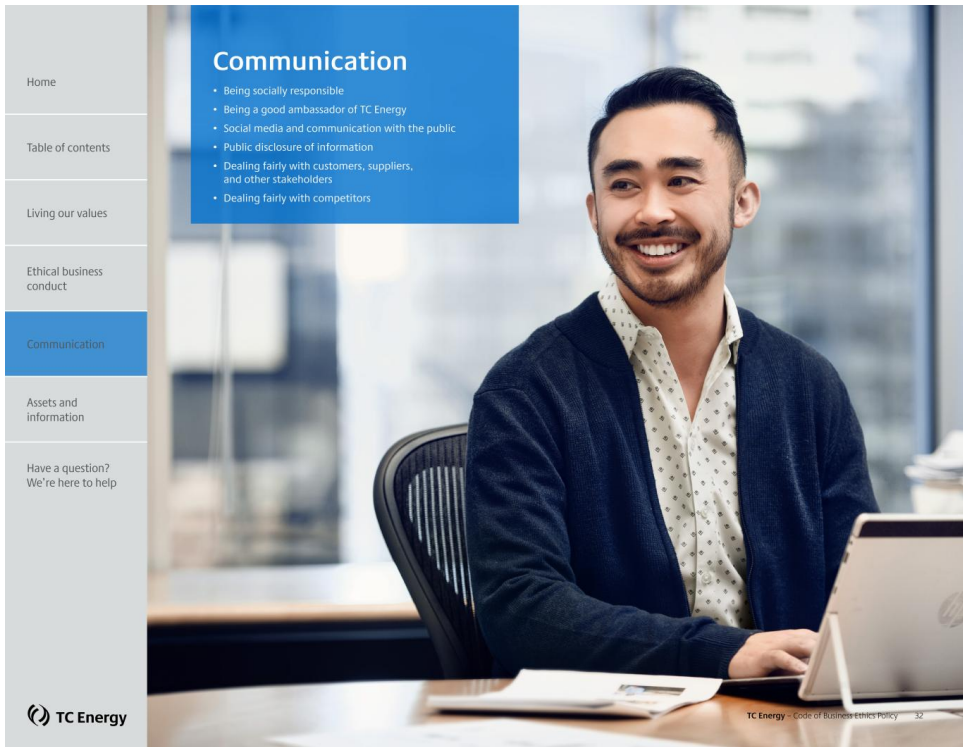 Home
Table of contents
Living our values
Ethical business
conduct
Communication
Assets and
information
Have a question?
We're here to help
TC Energy
Communication
• Being socially responsible
• Being a good ambassador of TC Energy
• Social media and communication with the public
• Public disclosure of information
• Dealing fairly with customers, suppliers,
and other stakeholders
• Dealing fairly with competitors
hp
TC Energy – Code of Business Ethics Policy 32